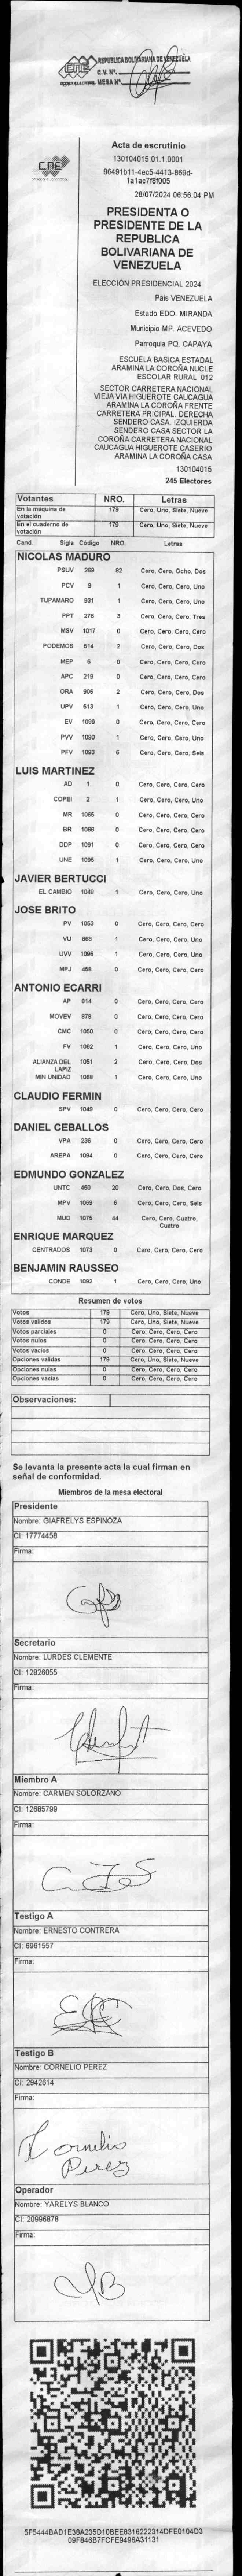 REPUBLICA BOLIVARIANA DE VENEZUELA
C.V. Nº.
PODER ELECTORAL MESA Nº
CNE
Acta de escrutinio
130104015.01.1.0001
86491b11-4ec5-4413-869d-
1a1ac7f9f005
28/07/2024 06:56:04 PM
PRESIDENTA O
PRESIDENTE DE LA
REPUBLICA
BOLIVARIANA DE
VENEZUELA
ELECCIÓN PRESIDENCIAL 2024
Pais VENEZUELA
Estado EDO. MIRANDA
Municipio MP. ACEVEDO
Parroquia PQ. CAPAYA
ESCUELA BASICA ESTADAL
ARAMINA LA COROÑA NUCLE
ESCOLAR RURAL 012
SECTOR CARRETERA NACIONAL
VIEJA VIA HIGUEROTE CAUCAGUA
ARAMINA LA COROÑA FRENTE
CARRETERA PRICIPAL. DERECHA
SENDERO CASA. IZQUIERDA
SENDERO CASA SECTOR LA
COROÑA CARRETERA NACIONAL
CAUCAGUA HIGUEROTE CASERIO
ARAMINA LA COROÑA CASA
130104015
245 Electores
Votantes NRO. Letras
En la máquina de votación 179 Cero, Uno, Siete, Nueve
En el cuaderno de votación 179 Cero, Uno, Siete, Nueve
Cand. Sigla Código NRO. Letras
NICOLAS MADURO
PSUV 269 82 Cero, Cero, Ocho, Dos
PCV 9 1 Cero, Cero, Cero, Uno
TUPAMARO 931 1 Cero, Cero, Cero, Uno
PPT 276 3 Cero, Cero, Cero, Tres
MSV 1017 0 Cero, Cero, Cero, Cero
PODEMOS 514 2 Cero, Cero, Cero, Dos
MEP 6 0 Cero, Cero, Cero, Cero
APC 219 0 Cero, Cero, Cero, Cero
ORA 906 2 Cero, Cero, Cero, Dos
UPV 513 1 Cero, Cero, Cero, Uno
EV 1089 0 Cero, Cero, Cero, Cero
PVV 1090 1 Cero, Cero, Cero, Uno
PFV 1093 6 Cero, Cero, Cero, Seis
LUIS MARTINEZ
AD 1 0 Cero, Cero, Cero, Cero
COPEI 2 1 Cero, Cero, Cero, Uno
MR 1065 0 Cero, Cero, Cero, Cero
BR 1066 0 Cero, Cero, Cero, Cero
DDP 1091 0 Cero, Cero, Cero, Cero
UNE 1095 1 Cero, Cero, Cero, Uno
JAVIER BERTUCCI
EL CAMBIO 1048 1 Cero, Cero, Cero, Uno
JOSE BRITO
PV 1053 0 Cero, Cero, Cero, Cero
VU 868 1 Cero, Cero, Cero, Uno
UVV 1096 1 Cero, Cero, Cero, Uno
MPJ 458 0 Cero, Cero, Cero, Cero
ANTONIO ECARRI
AP 814 0 Cero, Cero, Cero, Cero
MOVEV 878 0 Cero, Cero, Cero, Cero
CMC 1050 0 Cero, Cero, Cero, Cero
FV 1062 1 Cero, Cero, Cero, Uno
ALIANZA DEL LAPIZ 1051 2 Cero, Cero, Cero, Dos
MIN UNIDAD 1068 1 Cero, Cero, Cero, Uno
CLAUDIO FERMIN
SPV 1049 0 Cero, Cero, Cero, Cero
DANIEL CEBALLOS
VPA 236 0 Cero, Cero, Cero, Cero
AREPA 1094 0 Cero, Cero, Cero, Cero
EDMUNDO GONZALEZ
UNTC 450 20 Cero, Cero, Dos, Cero
MPV 1069 6 Cero, Cero, Cero, Seis
MUD 1075 44 Cero, Cero, Cuatro, Cuatro
ENRIQUE MARQUEZ
CENTRADOS 1073 0 Cero, Cero, Cero, Cero
BENJAMIN RAUSSEO
CONDE 1092 1 Cero, Cero, Cero, Uno
Resumen de votos
Votos 179 Cero, Uno, Siete, Nueve
Votos validos 179 Cero, Uno, Siete, Nueve
Votos parciales 0 Cero, Cero, Cero, Cero
Votos nulos 0 Cero, Cero, Cero, Cero
Votos vacios 0 Cero, Cero, Cero, Cero
Opciones validas 179 Cero, Uno, Siete, Nueve
Opciones nulas 0 Cero, Cero, Cero, Cero
Opciones vacias 0 Cero, Cero, Cero, Cero
Observaciones:
Se levanta la presente acta la cual firman en
señal de conformidad.
Miembros de la mesa electoral
Presidente
Nombre: GIAFRELYS ESPINOZA
CI: 17774458
Firma:
Secretario
Nombre: LURDES CLEMENTE
CI: 12826055
Firma:
Miembro A
Nombre: CARMEN SOLORZANO
CI: 12685799
Firma:
Testigo A
Nombre: ERNESTO CONTRERA
CI: 6961557
Firma:
Testigo B
Nombre: CORNELIO PEREZ
CI: 2942614
Firma:
Cornelio
Perez
Operador
Nombre: YARELYS BLANCO
CI: 20996878
Firma:
YB
5F5444BAD1E38A235D10BEE8316222314DFE0104D3
09F846B7FCFE9496A31131